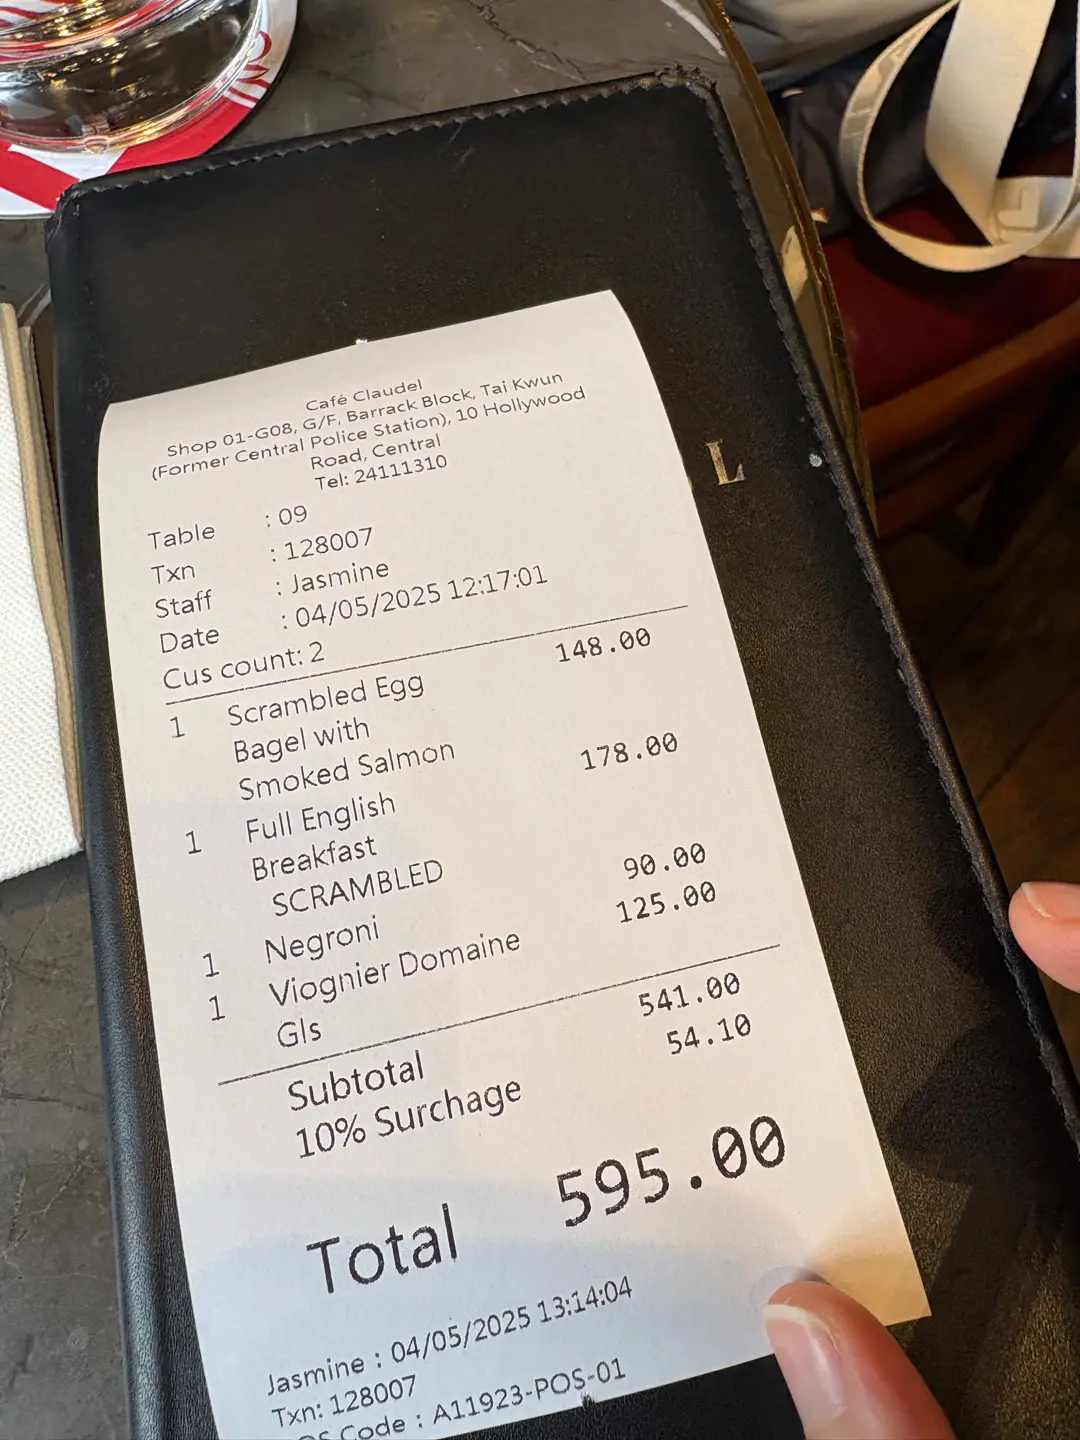 Café Claudel
Shop 01-G08, G/F, Barrack Block, Tai Kwun
(Former Central Police Station), 10 Hollywood
Road, Central
Tel: 24111310
Table : 09
Txn : 128007
Staff : Jasmine
Date : 04/05/2025 12:17:01
Cus count: 2
1 Scrambled Egg 148.00
Bagel with
Smoked Salmon
1 Full English 178.00
Breakfast
SCRAMBLED
1 Negroni 90.00
1 Viognier Domaine 125.00
Gls
Subtotal 541.00
10% Surchage 54.10
Total 595.00
Jasmine : 04/05/2025 13:14:04
Txn: 128007
Code : A11923-POS-01
L